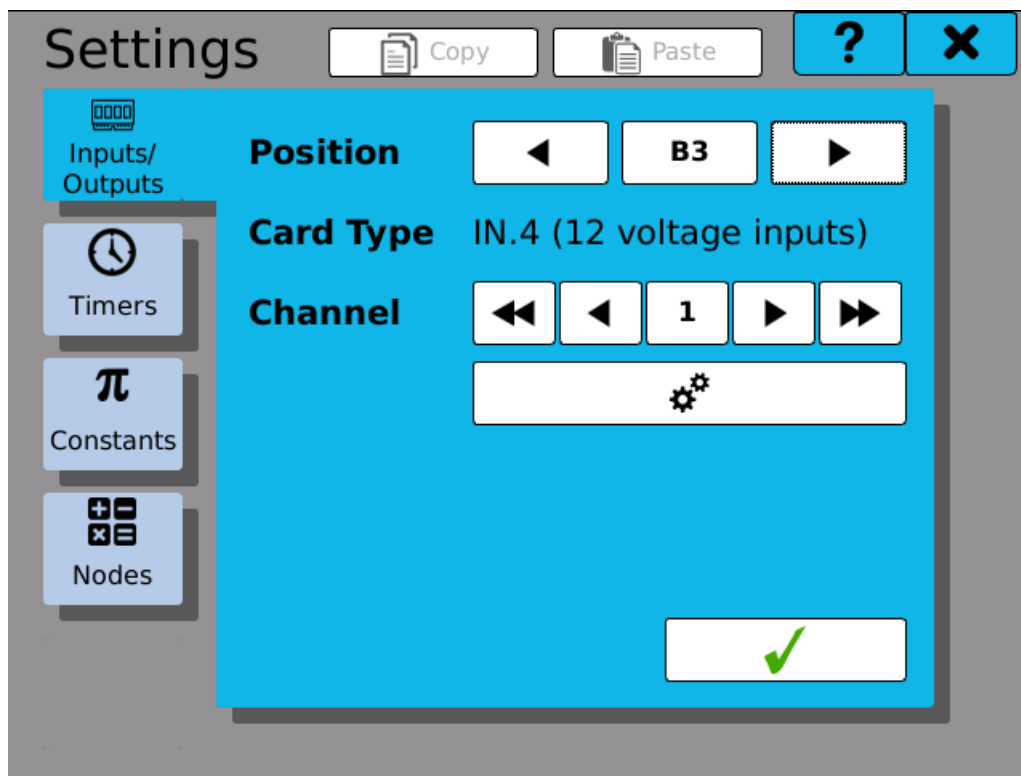 Settings
Copy
Paste
?
Inputs/
Outputs
Position
B3
Card Type
IN.4 (12 voltage inputs)
Timers
Channel
1
π
Constants
Nodes